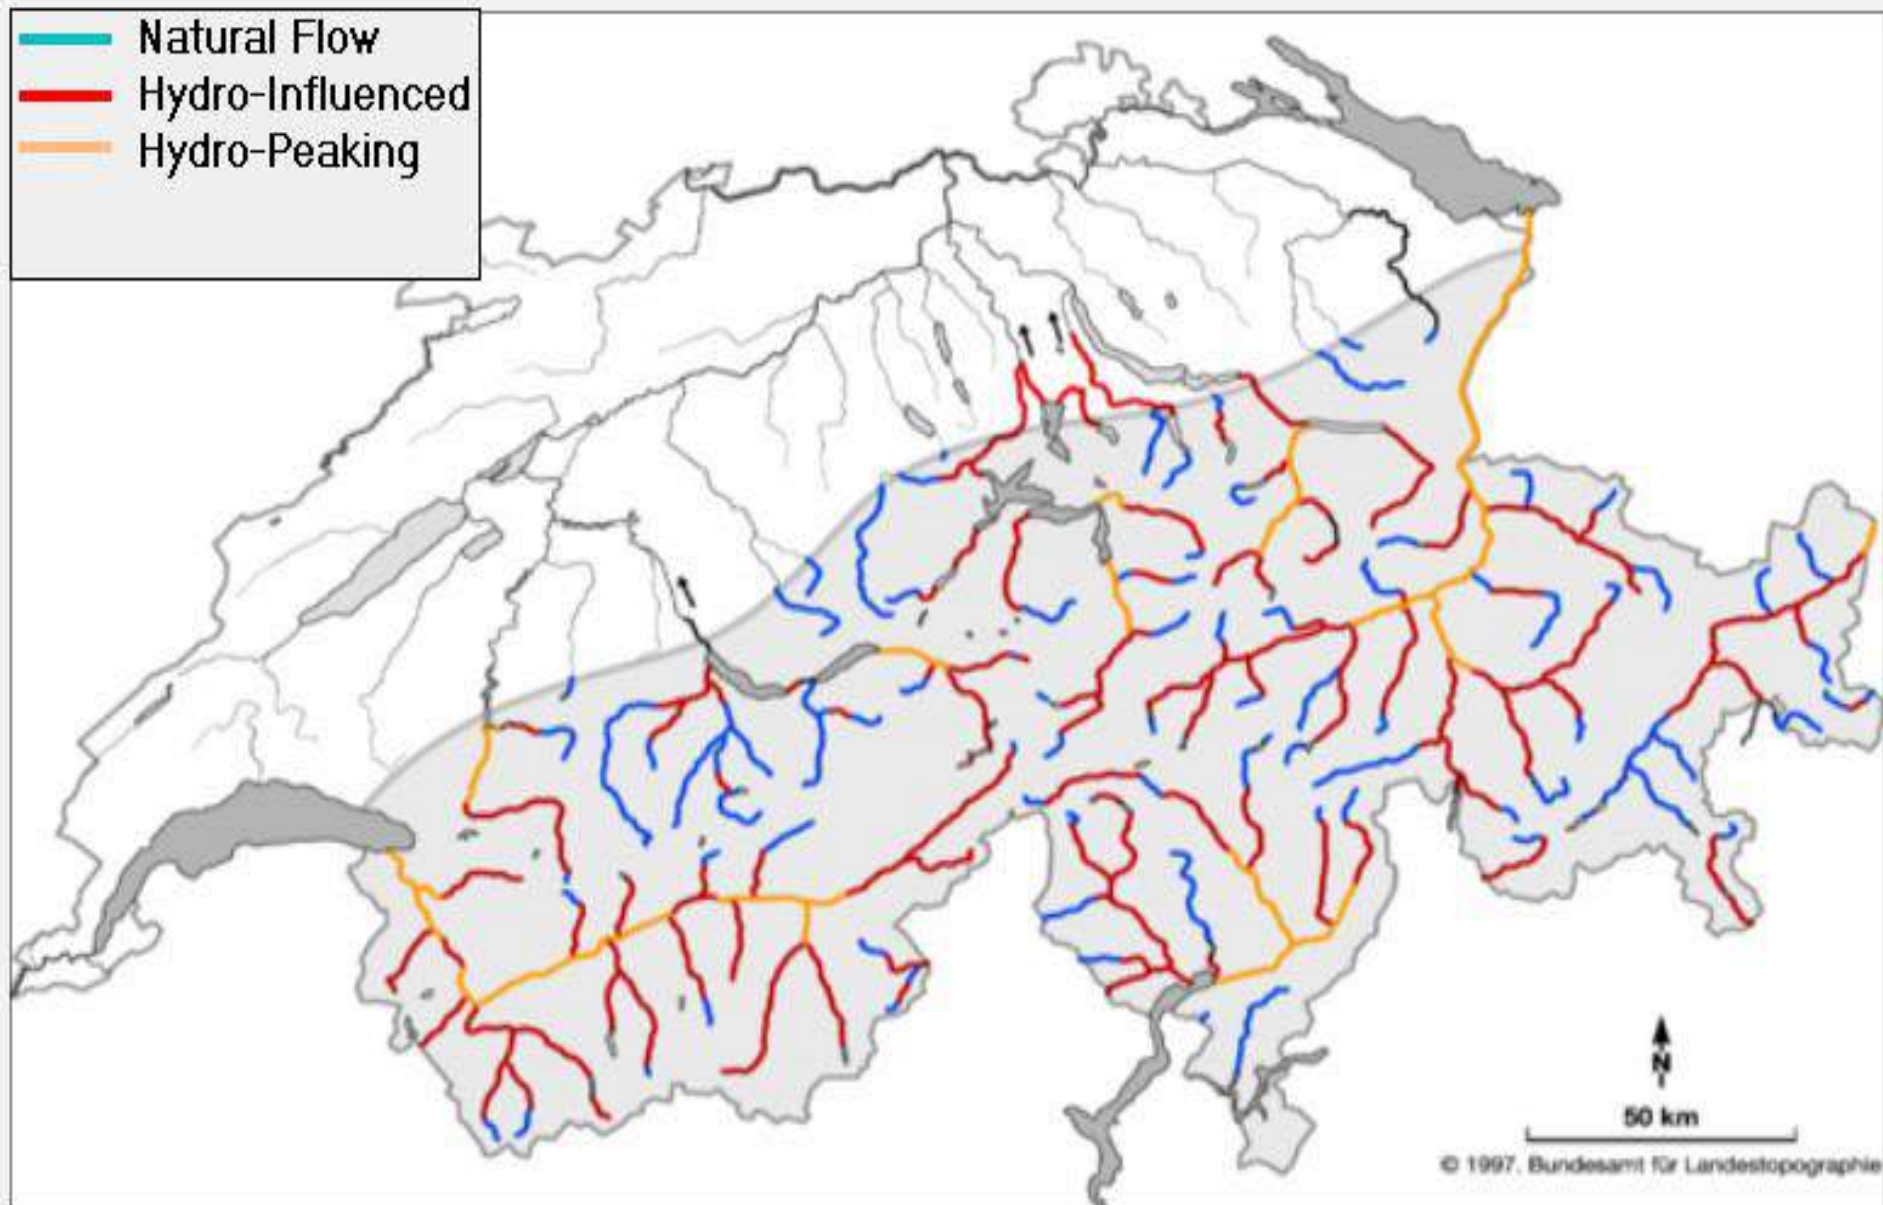 Natural Flow
Hydro-Influenced
Hydro-Peaking
N
50 km
© 1997. Bundesamt für Landestopographie